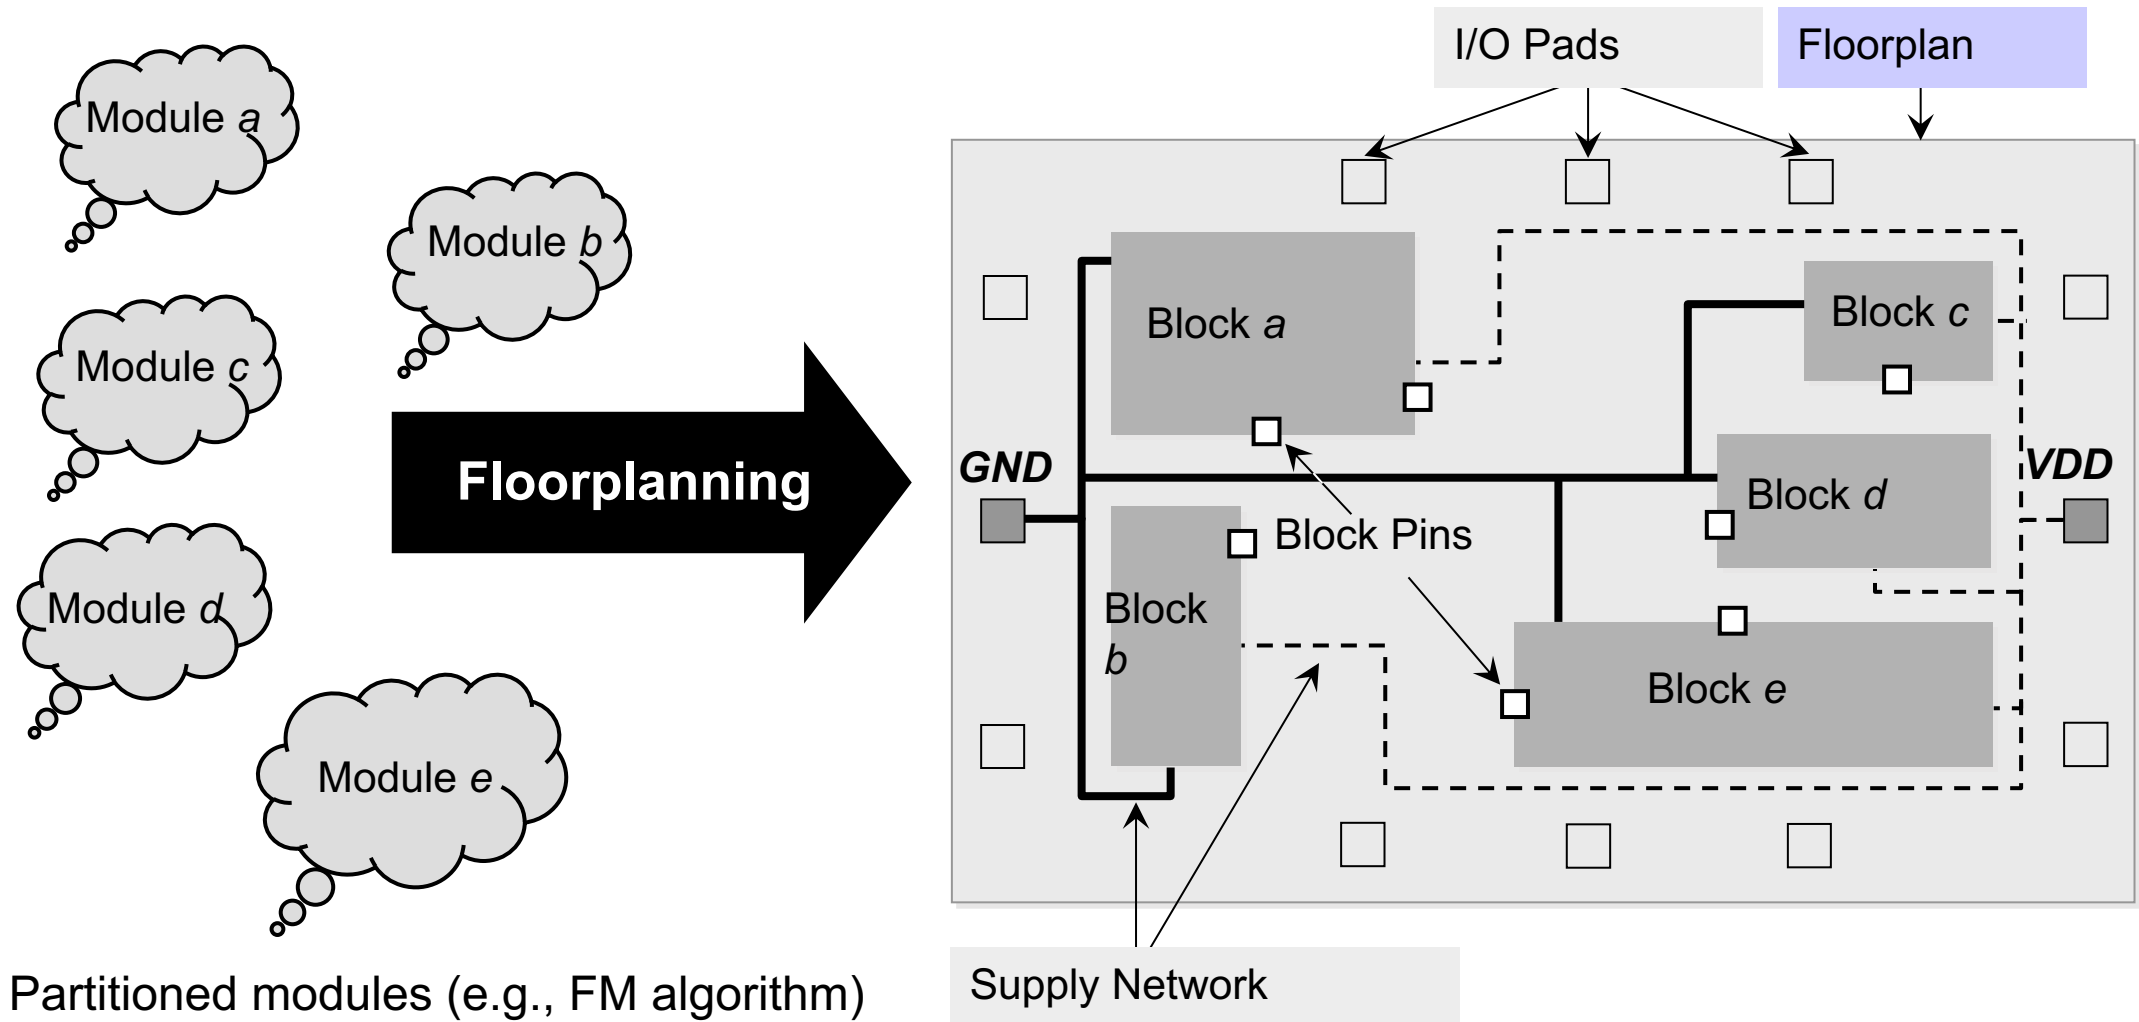 I/O Pads
Floorplan
Module a
Module b
Module c
Module d
Module e
Floorplanning
Block a
Block c
GND
VDD
Block d
Block Pins
Block
b
Block e
Partitioned modules (e.g., FM algorithm)
Supply Network